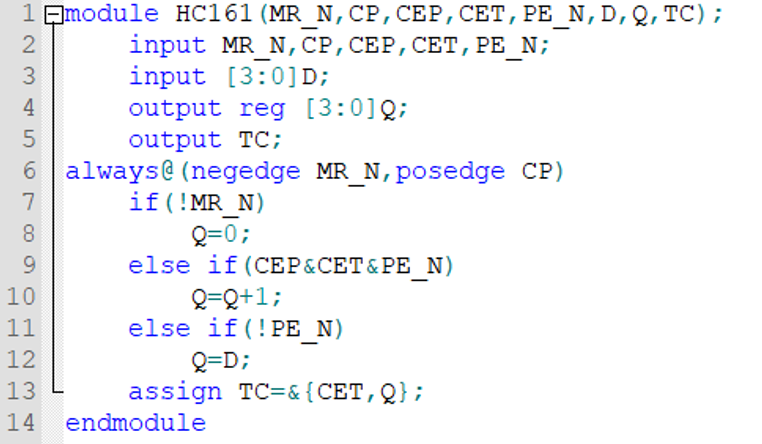 1 module HC161(MR_N,CP,CEP,CET,PE_N,D,Q,TC);
2 input MR_N,CP,CEP,CET,PE_N;
3 input [3:0]D;
4 output reg [3:0]Q;
5 output TC;
6 always@(negedge MR_N,posedge CP)
7 if(!MR_N)
8 Q=0;
9 else if(CEP&CET&PE_N)
10 Q=Q+1;
11 else if(!PE_N)
12 Q=D;
13 assign TC=&{CET,Q};
14 endmodule